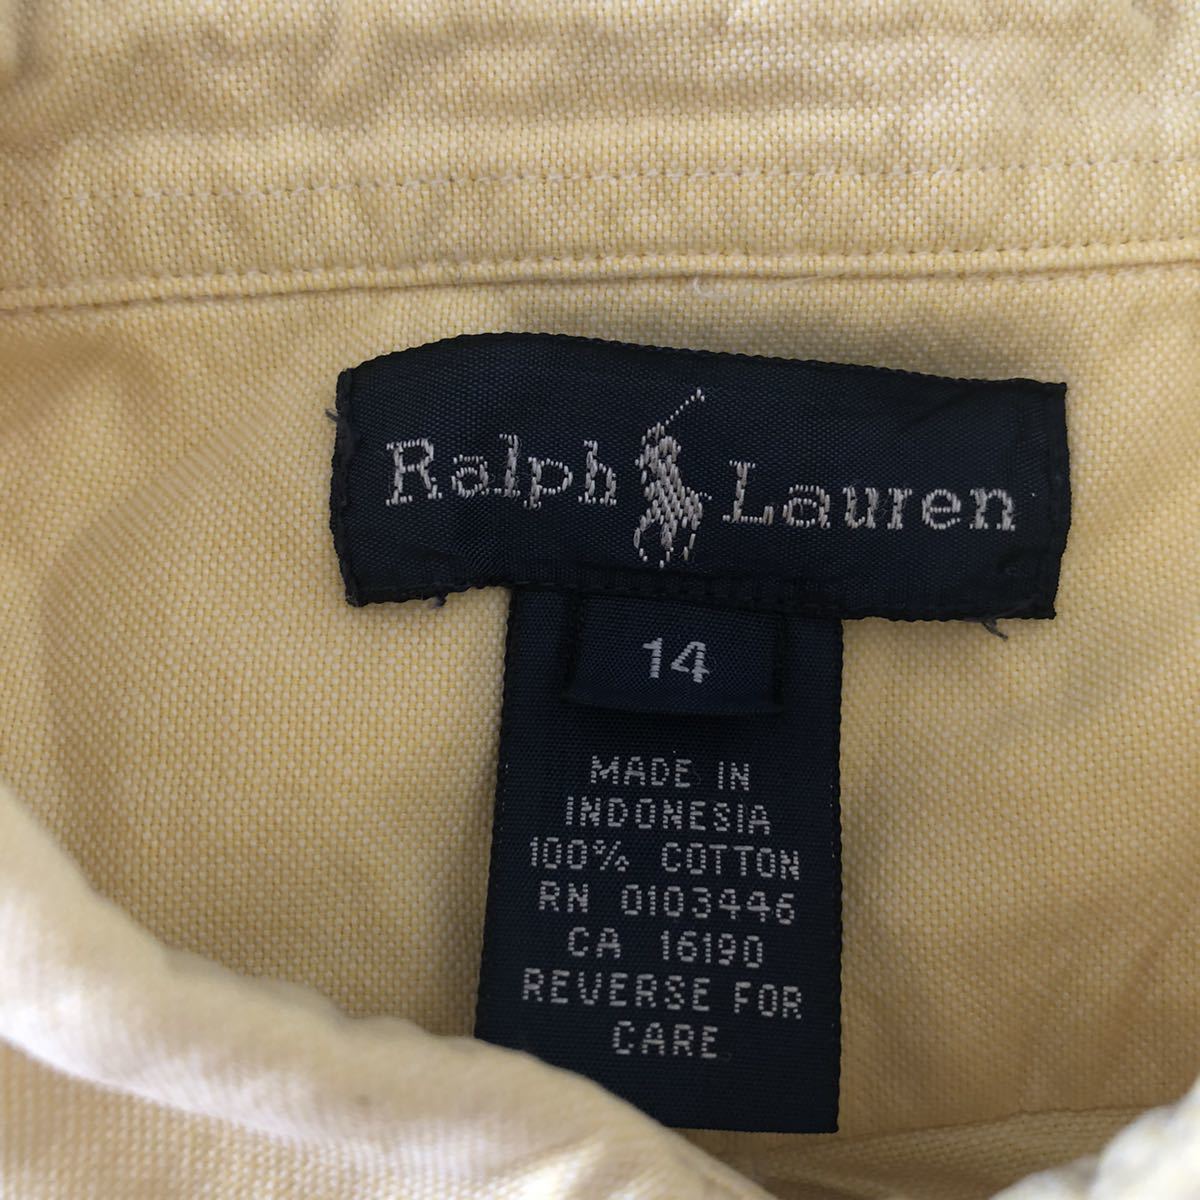 Ralph Lauren
14
MADE IN
INDONESIA
100% COTTON
RN 0103446
CA 16190
REVERSE FOR
CARE